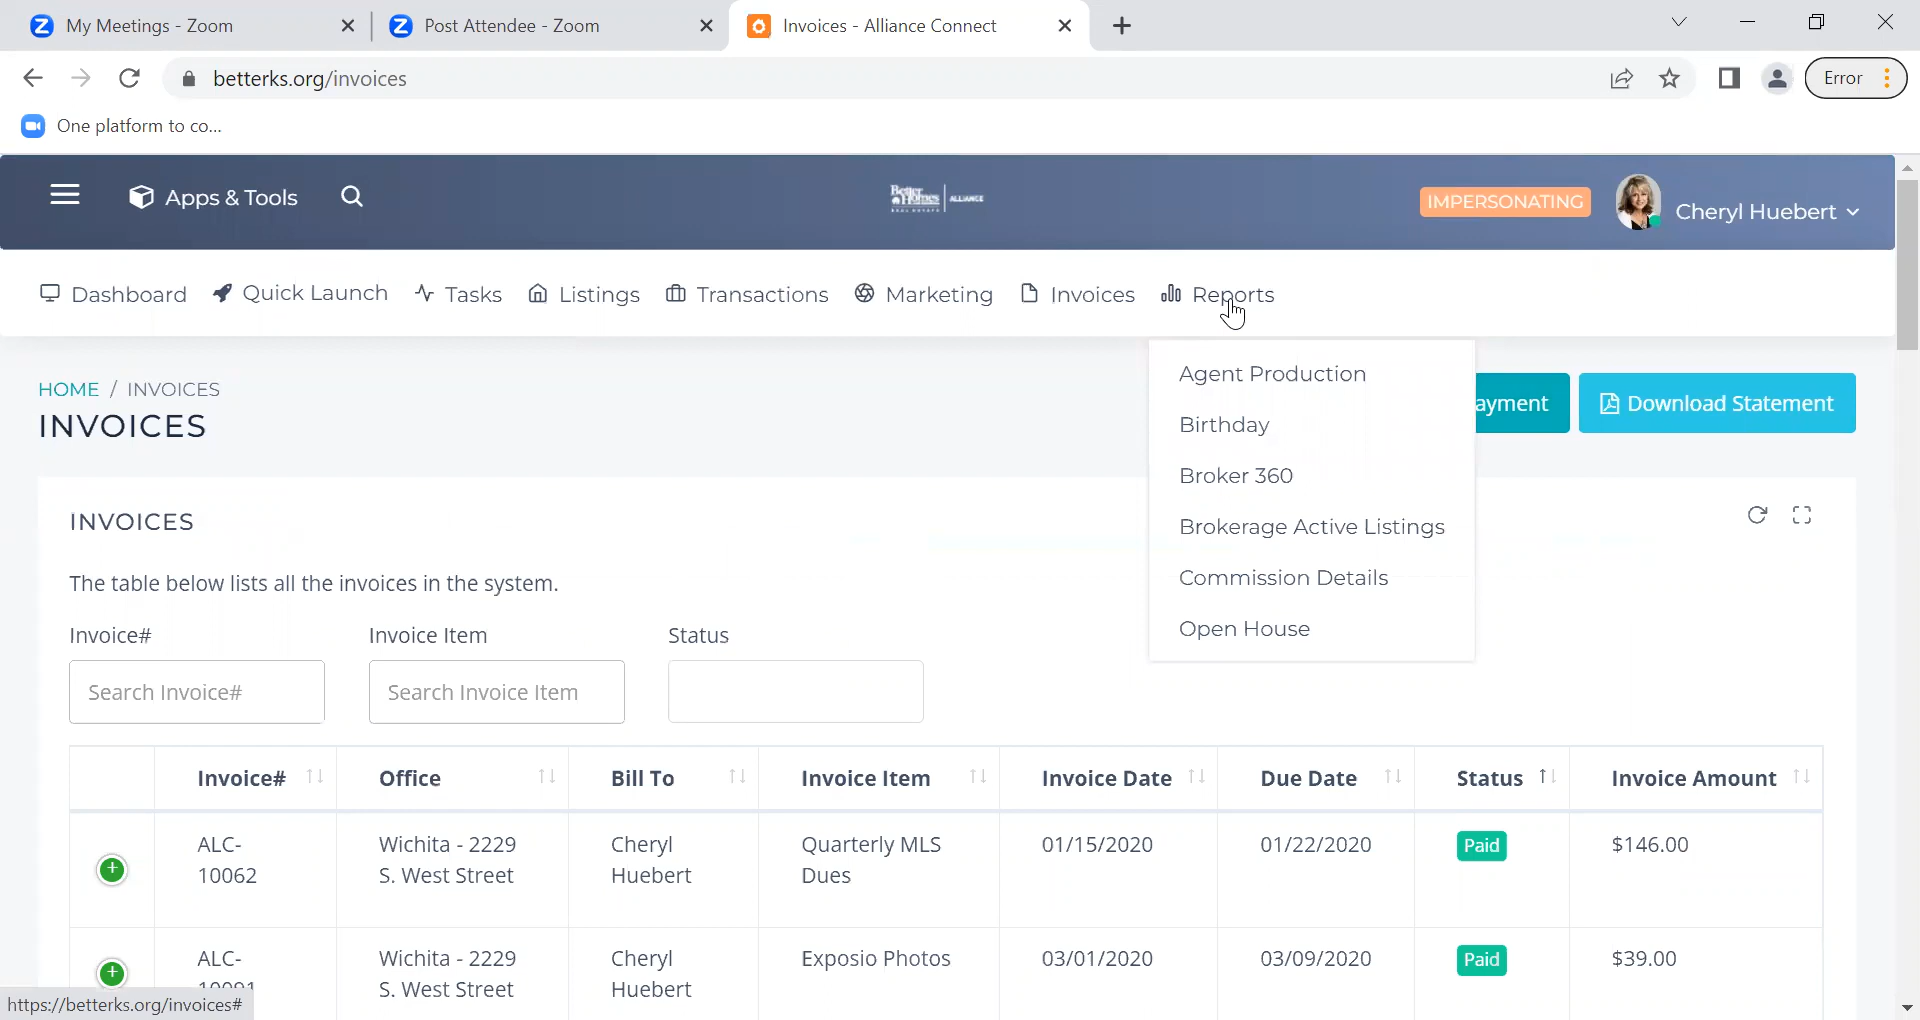 My Meetings - Zoom
Post Attendee - Zoom
Invoices - Alliance Connect
betterks.org/invoices
Error
One platform to co...
Apps & Tools
Better Homes REAL ESTATE ALLIANCE
IMPERSONATING
Cheryl Huebert
Dashboard
Quick Launch
Tasks
Listings
Transactions
Marketing
Invoices
Reports
Agent Production
Birthday
Broker 360
Brokerage Active Listings
Commission Details
Open House
HOME / INVOICES
INVOICES
ayment
Download Statement
INVOICES
The table below lists all the invoices in the system.
Invoice#
Invoice Item
Status
Search Invoice#
Search Invoice Item
Invoice#
Office
Bill To
Invoice Item
Invoice Date
Due Date
Status
Invoice Amount
ALC-
10062
Wichita - 2229
S. West Street
Cheryl
Huebert
Quarterly MLS
Dues
01/15/2020
01/22/2020
Paid
$146.00
ALC-
10091
Wichita - 2229
S. West Street
Cheryl
Huebert
Exposio Photos
03/01/2020
03/09/2020
Paid
$39.00
https://betterks.org/invoices#